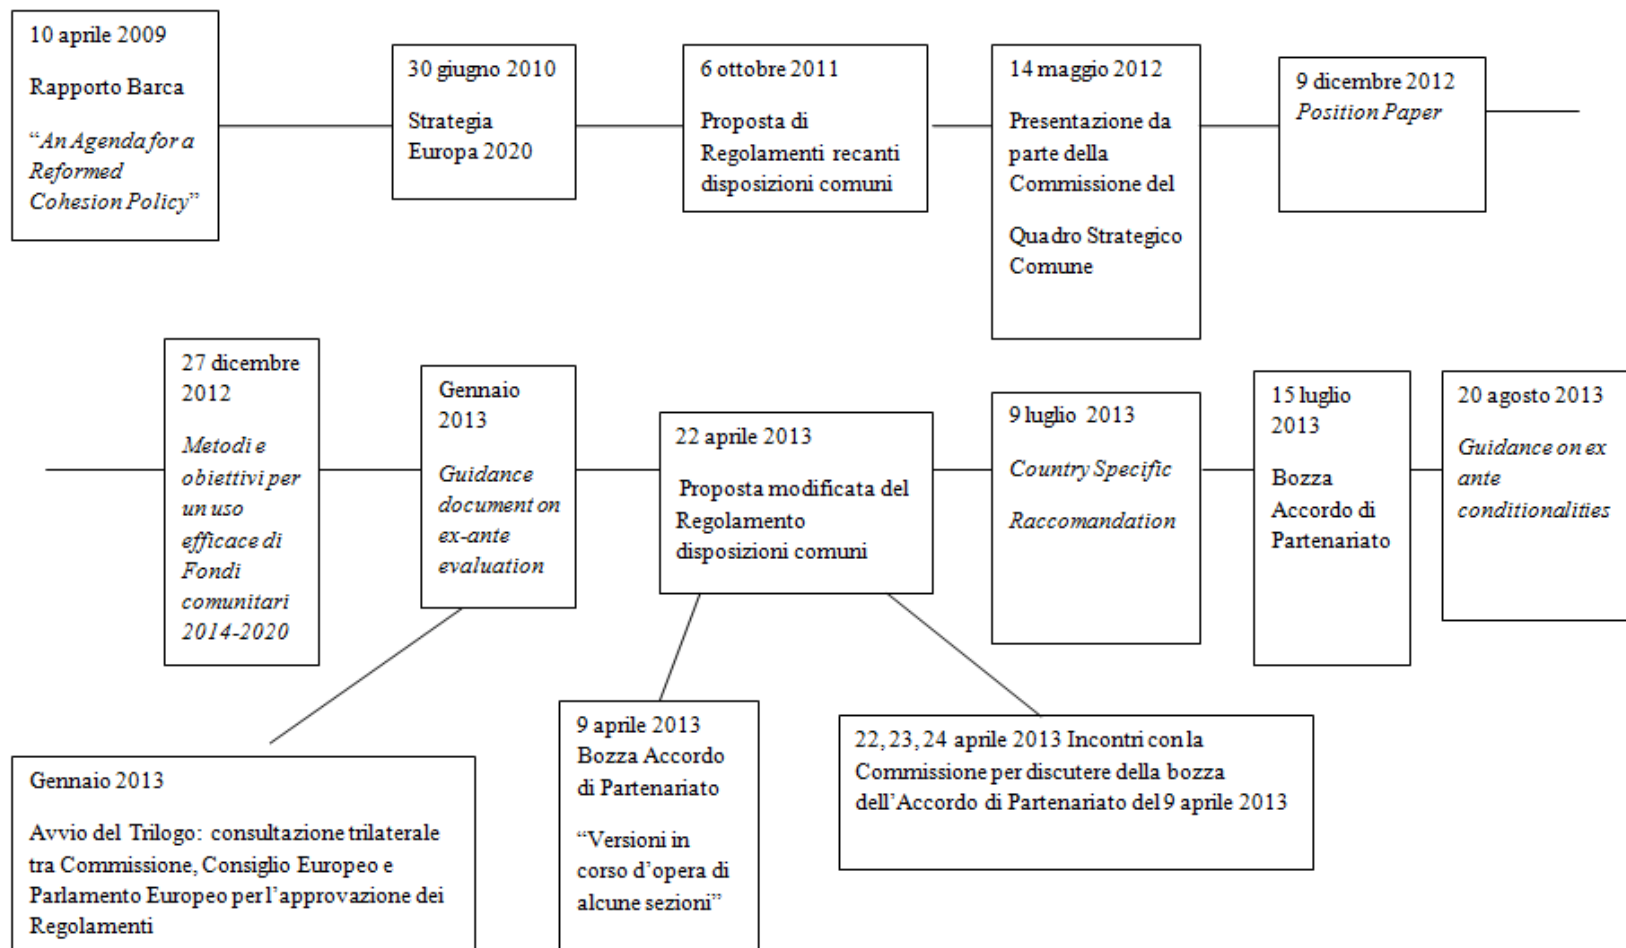 10 aprile 2009
Rapporto Barca
“An Agenda for a
Reformed
Cohesion Policy”
30 giugno 2010
Strategia
Europa 2020
6 ottobre 2011
Proposta di
Regolamenti recanti
disposizioni comuni
14 maggio 2012
Presentazione da
parte della
Commissione del
Quadro Strategico
Comune
9 dicembre 2012
Position Paper
27 dicembre
2012
Metodi e
obiettivi per
un uso
efficace di
Fondi
comunitari
2014-2020
Gennaio
2013
Guidance
document on
ex-ante
evaluation
22 aprile 2013
Proposta modificata del
Regolamento
disposizioni comuni
9 luglio 2013
Country Specific
Raccomandation
15 luglio
2013
Bozza
Accordo di
Partenariato
20 agosto 2013
Guidance on ex
ante
conditionalities
Gennaio 2013
Avvio del Trilogo: consultazione trilaterale
tra Commissione, Consiglio Europeo e
Parlamento Europeo per l’approvazione dei
Regolamenti
9 aprile 2013
Bozza Accordo
di Partenariato
“Versioni in
corso d’opera di
alcune sezioni”
22, 23, 24 aprile 2013 Incontri con la
Commissione per discutere della bozza
dell’Accordo di Partenariato del 9 aprile 2013